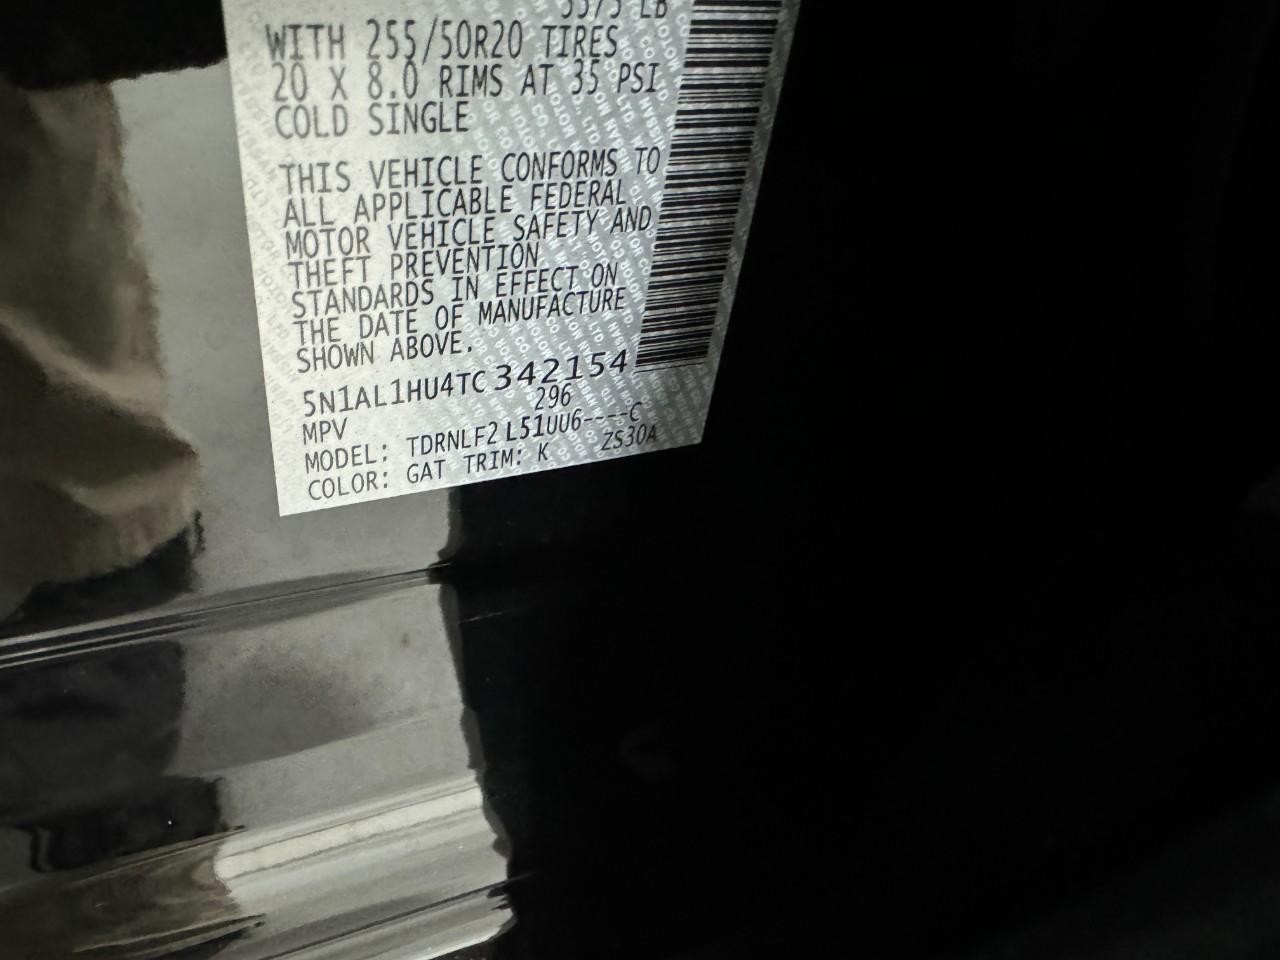 WITH 255/50R20 TIRES
20 X 8.0 RIMS AT 35 PSI
COLD SINGLE
THIS VEHICLE CONFORMS TO
ALL APPLICABLE FEDERAL
MOTOR VEHICLE SAFETY AND
THEFT PREVENTION
STANDARDS IN EFFECT ON
THE DATE OF MANUFACTURE
SHOWN ABOVE.
5N1AL1HU4TC342154
296
MPV
MODEL: TDRNLF2 L51UU6----C
COLOR: GAT TRIM: K ZS30A